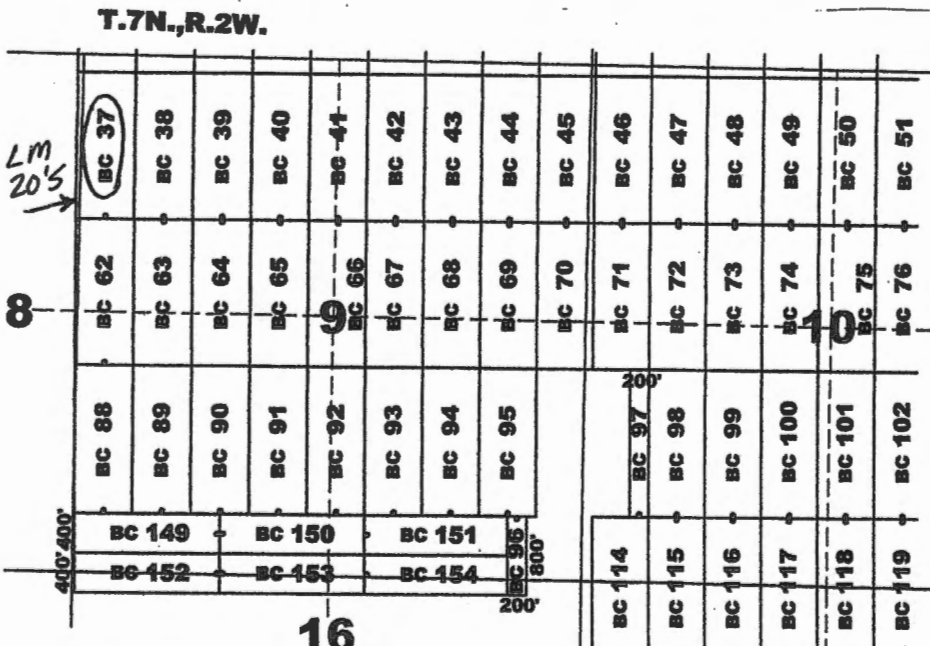 T.7N.,R.2W.
BC 37
BC 38
BC 39
BC 40
BC 41
BC 42
BC 43
BC 44
BC 45
BC 46
BC 47
BC 48
BC 49
BC 50
BC 51
LM
20'S
BC 62
BC 63
BC 64
BC 65
BC 66
BC 67
BC 68
BC 69
BC 70
BC 71
BC 72
BC 73
BC 74
BC 75
BC 76
8
9
10
200'
BC 88
BC 89
BC 90
BC 91
BC 92
BC 93
BC 94
BC 95
BC 97
BC 98
BC 99
BC 100
BC 101
BC 102
400'
BC 149
BC 150
BC 151
BC 96
800'
400'
BC 152
BC 153
BC 154
200'
BC 114
BC 115
BC 116
BC 117
BC 118
BC 119
16